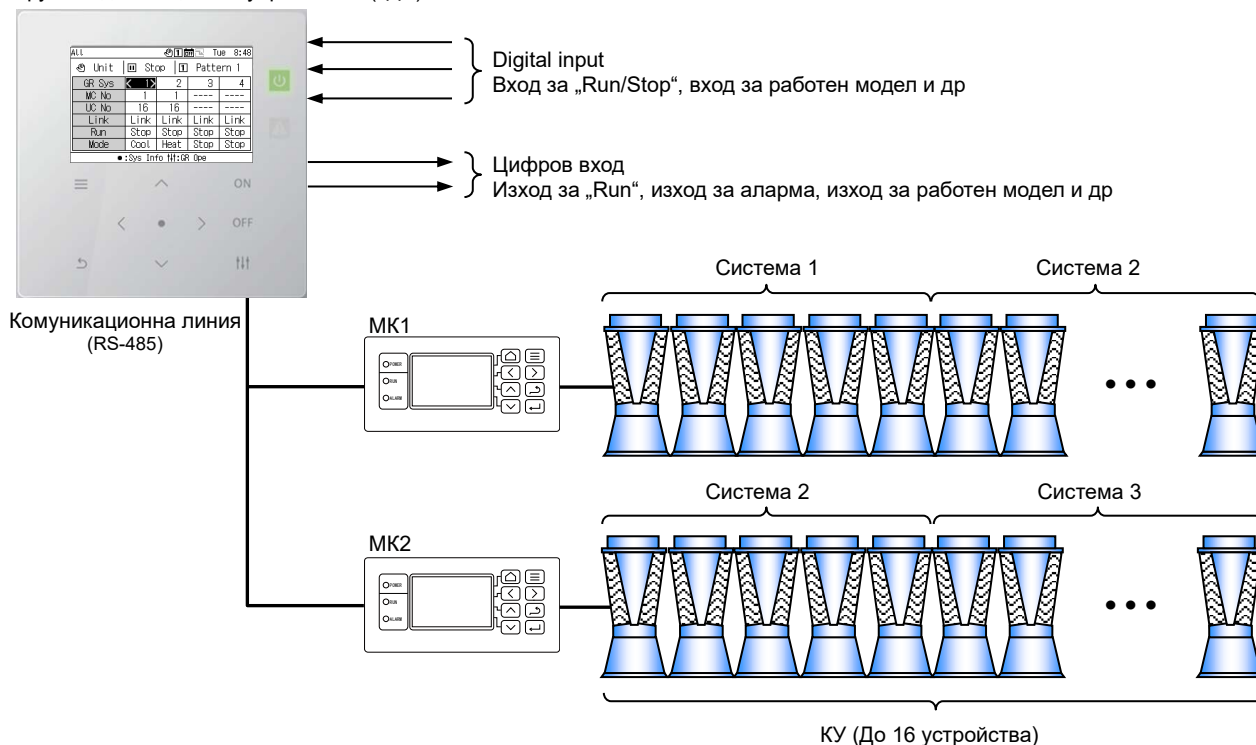 All 1 Tue 8:48
Unit Stop 1 Pattern 1
GR Sys 1 2 3 4
MC No 1 1 ---- ----
UC No 16 16 ---- ----
Link Link Link Link Link
Run Stop Stop Stop Stop
Mode Cool Heat Stop Stop
:Sys Info :GR Ope
ON
OFF
Digital input
Вход за „Run/Stop“, вход за работен модел и др
Цифров вход
Изход за „Run“, изход за аларма, изход за работен модел и др
Комуникационна линия
(RS-485)
МК1
POWER
RUN
ALARM
Система 1
Система 2
МК2
POWER
RUN
ALARM
Система 2
Система 3
КУ (До 16 устройства)